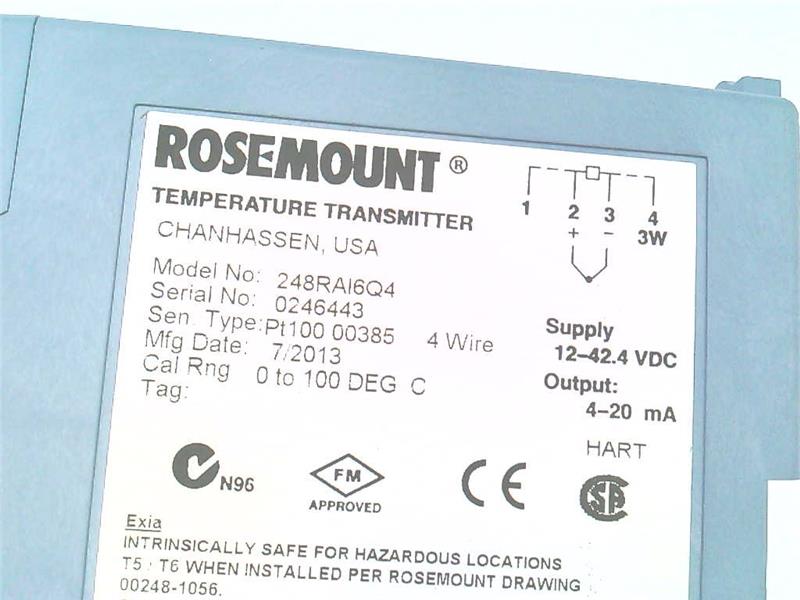 ROSEMOUNT®
TEMPERATURE TRANSMITTER
CHANHASSEN, USA
Model No: 248RAI6Q4
Serial No: 0246443
Sen Type: Pt100 00385 4 Wire
Mfg Date: 7/2013
Cal Rng 0 to 100 DEG C
Tag:
1 2 3 4
+ − 3W
Supply
12–42.4 VDC
Output:
4–20 mA
HART
N96
FM
APPROVED
CE
SA
Exia
INTRINSICALLY SAFE FOR HAZARDOUS LOCATIONS
T5 : T6 WHEN INSTALLED PER ROSEMOUNT DRAWING
00248-1056.